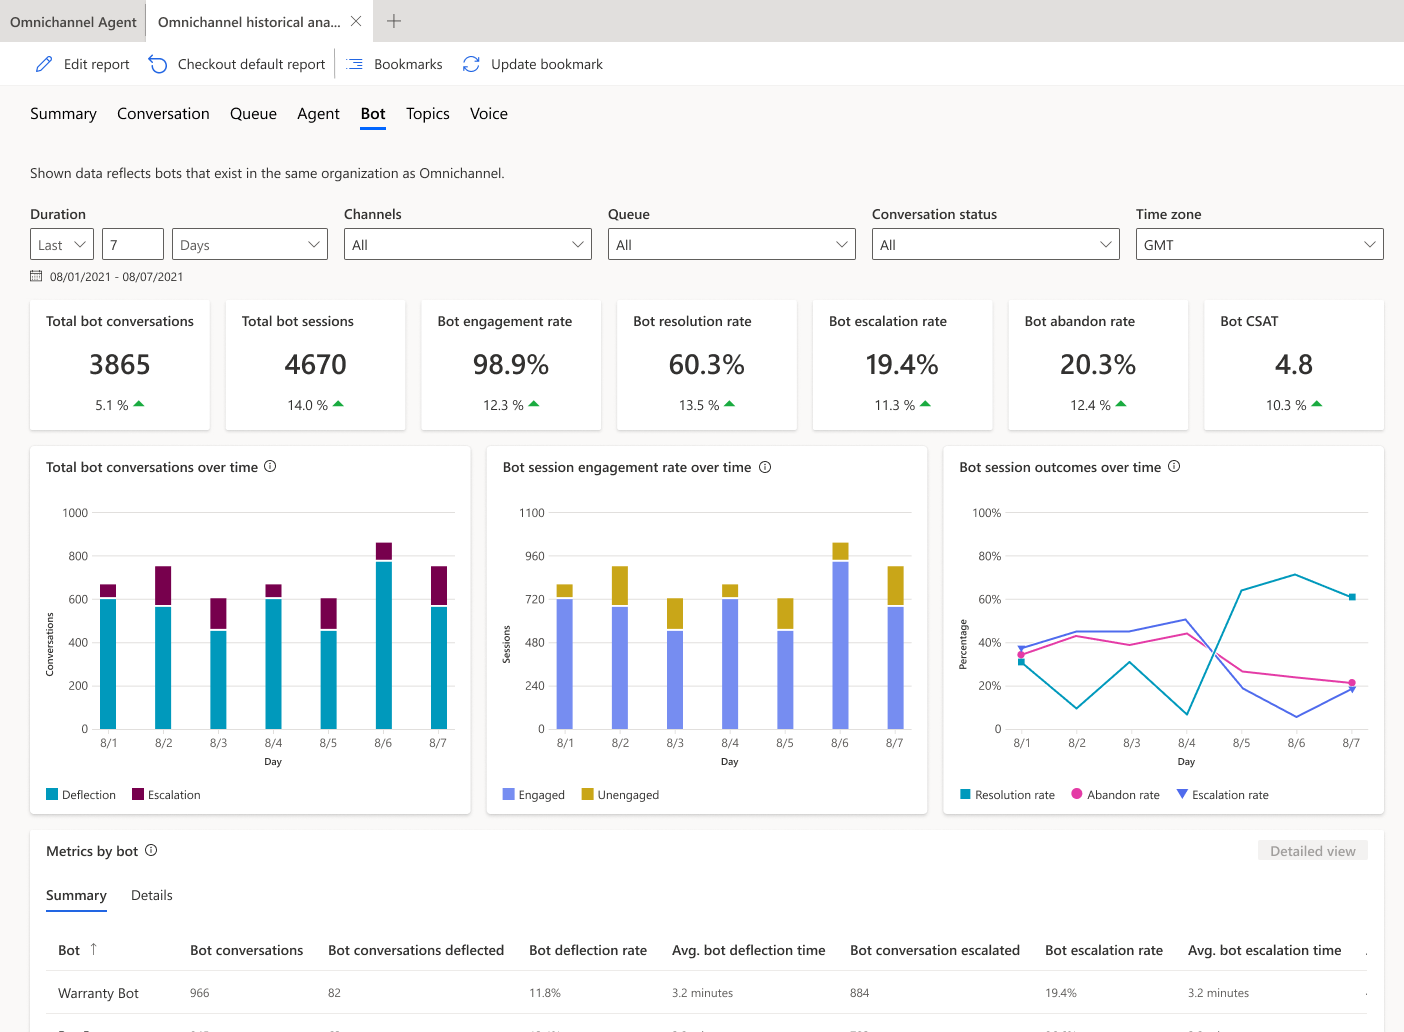 Omnichannel Agent
Omnichannel historical ana...
Edit report
Checkout default report
Bookmarks
Update bookmark
Summary Conversation Queue Agent Bot Topics Voice
Shown data reflects bots that exist in the same organization as Omnichannel.
Duration Channels Queue Conversation status Time zone
Last 7 Days All All All GMT
08/01/2021 - 08/07/2021
Total bot conversations
3865
5.1 %
Total bot sessions
4670
14.0 %
Bot engagement rate
98.9%
12.3 %
Bot resolution rate
60.3%
13.5 %
Bot escalation rate
19.4%
11.3 %
Bot abandon rate
20.3%
12.4 %
Bot CSAT
4.8
10.3 %
Total bot conversations over time
1000
800
600
400
200
0
Conversations
8/1 8/2 8/3 8/4 8/5 8/6 8/7
Day
Deflection Escalation
Bot session engagement rate over time
1100
960
720
480
240
0
Sessions
8/1 8/2 8/3 8/4 8/5 8/6 8/7
Day
Engaged Unengaged
Bot session outcomes over time
100%
80%
60%
40%
20%
0
Percentage
8/1 8/2 8/3 8/4 8/5 8/6 8/7
Day
Resolution rate Abandon rate Escalation rate
Metrics by bot
Detailed view
Summary Details
Bot Bot conversations Bot conversations deflected Bot deflection rate Avg. bot deflection time Bot conversation escalated Bot escalation rate Avg. bot escalation time
Warranty Bot 966 82 11.8% 3.2 minutes 884 19.4% 3.2 minutes